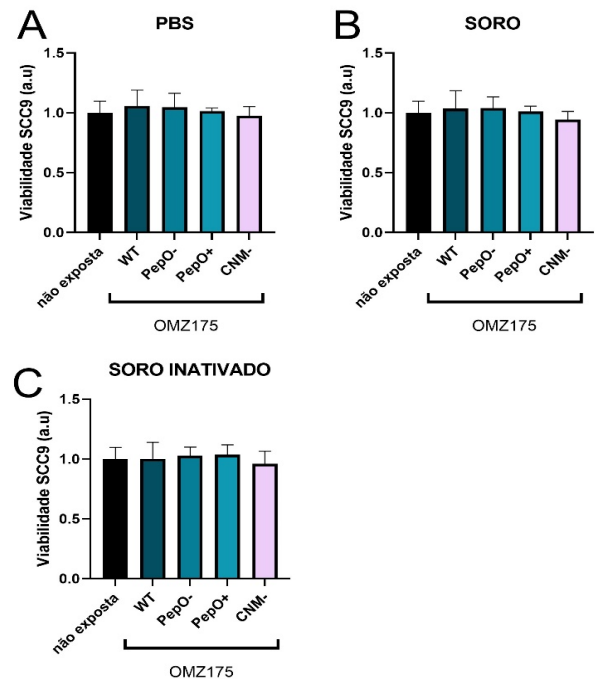 A
PBS
Viabilidade SCC9 (a.u)
1.5
1.0
0.5
0.0
não exposta
WT
PepO-
PepO+
CNM-
OMZ175
B
SORO
Viabilidade SCC9 (a.u)
1.5
1.0
0.5
0.0
não exposta
WT
PepO-
PepO+
CNM-
OMZ175
C
SORO INATIVADO
Viabilidade SCC9 (a.u)
1.5
1.0
0.5
0.0
não exposta
WT
PepO-
PepO+
CNM-
OMZ175